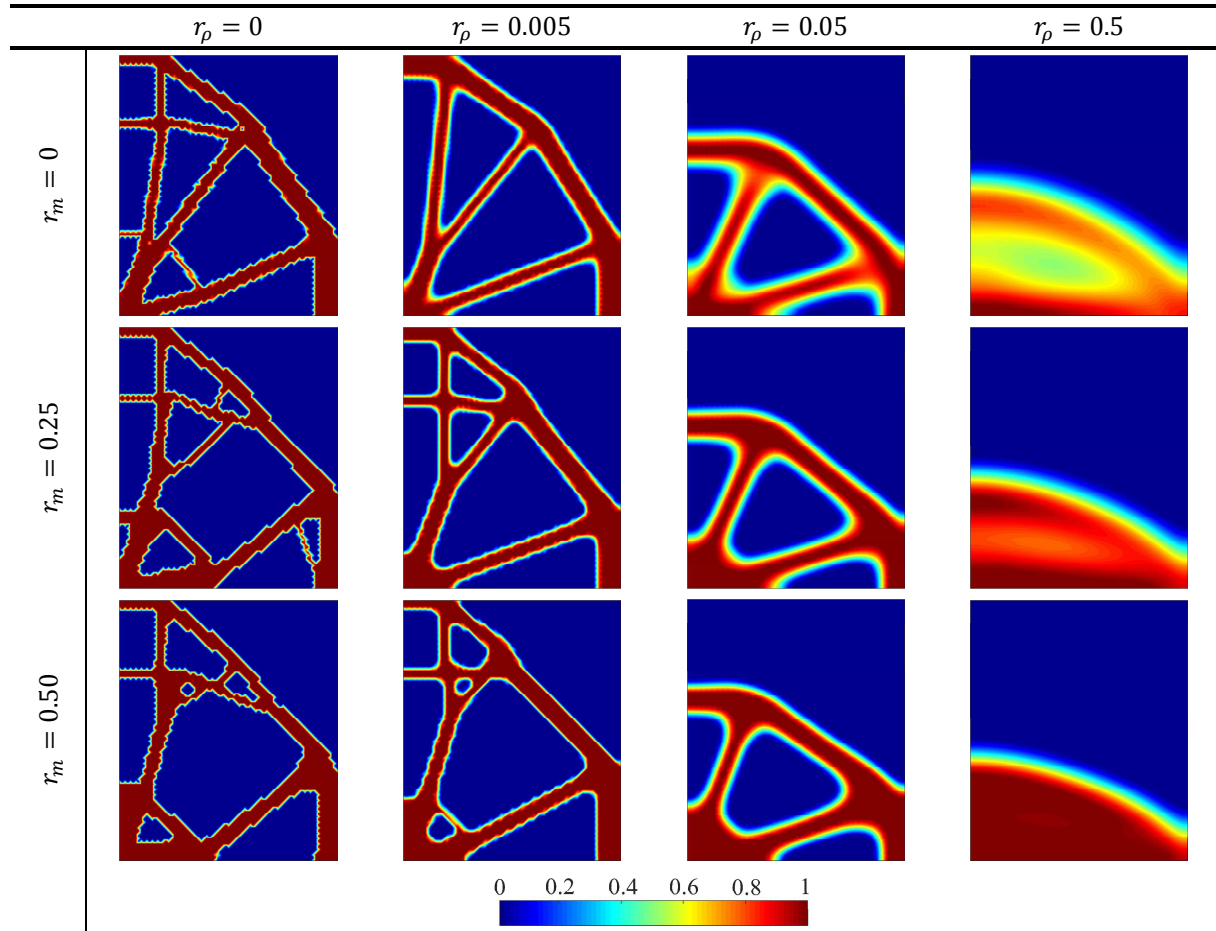 r_ρ = 0 r_ρ = 0.005 r_ρ = 0.05 r_ρ = 0.5
r_m = 0
r_m = 0.25
r_m = 0.50
0 0.2 0.4 0.6 0.8 1